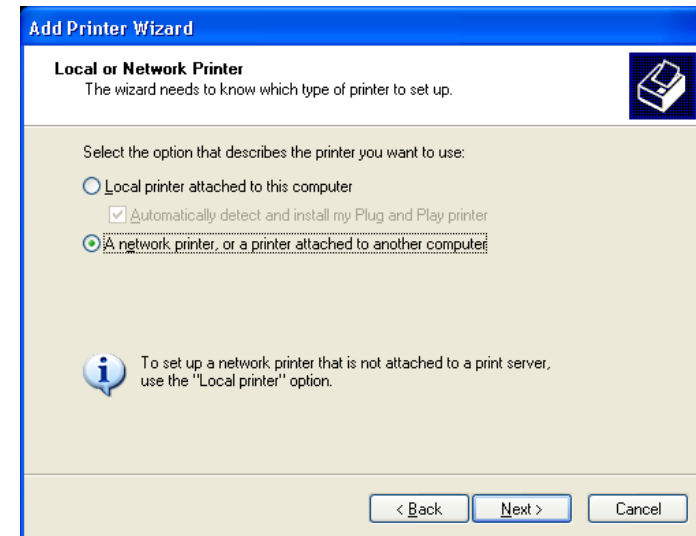 Add Printer Wizard
Local or Network Printer
The wizard needs to know which type of printer to set up.
Select the option that describes the printer you want to use:
Local printer attached to this computer
Automatically detect and install my Plug and Play printer
A network printer, or a printer attached to another computer
To set up a network printer that is not attached to a print server,
use the "Local printer" option.
< Back Next > Cancel